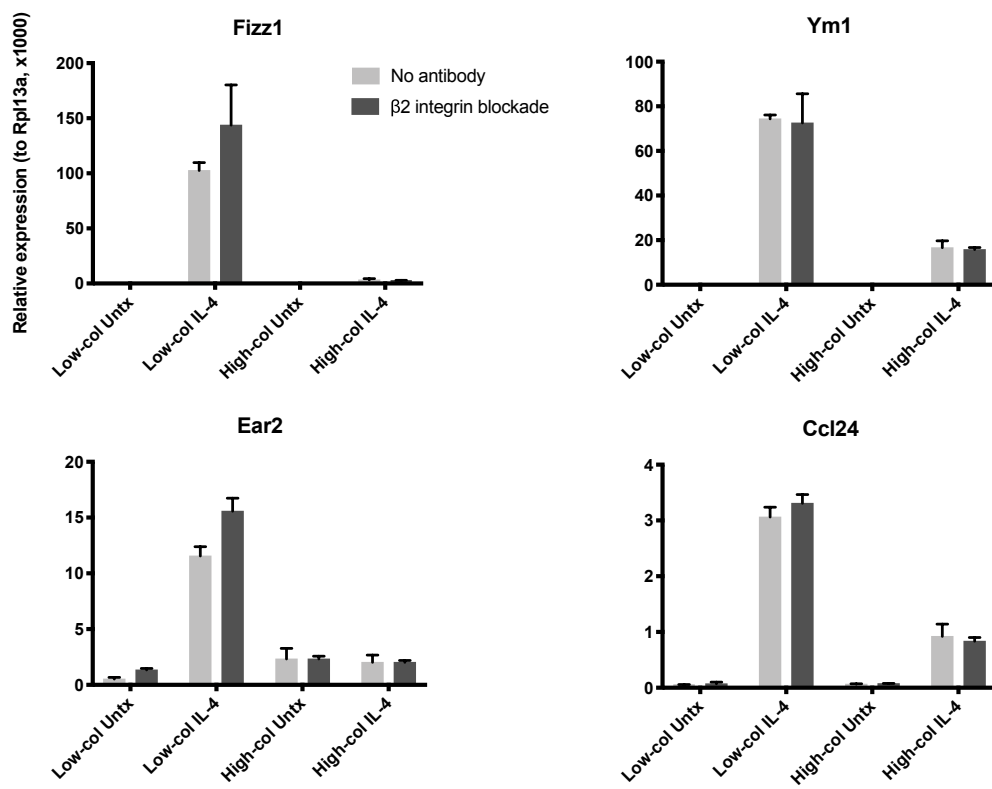 Relative expression (to Rpl13a, x1000)
Fizz1
200
150
100
50
0
Low-col Untx
Low-col IL-4
High-col Untx
High-col IL-4
No antibody
β2 integrin blockade
Ym1
100
80
60
40
20
0
Low-col Untx
Low-col IL-4
High-col Untx
High-col IL-4
Ear2
20
15
10
5
0
Low-col Untx
Low-col IL-4
High-col Untx
High-col IL-4
Ccl24
4
3
2
1
0
Low-col Untx
Low-col IL-4
High-col Untx
High-col IL-4